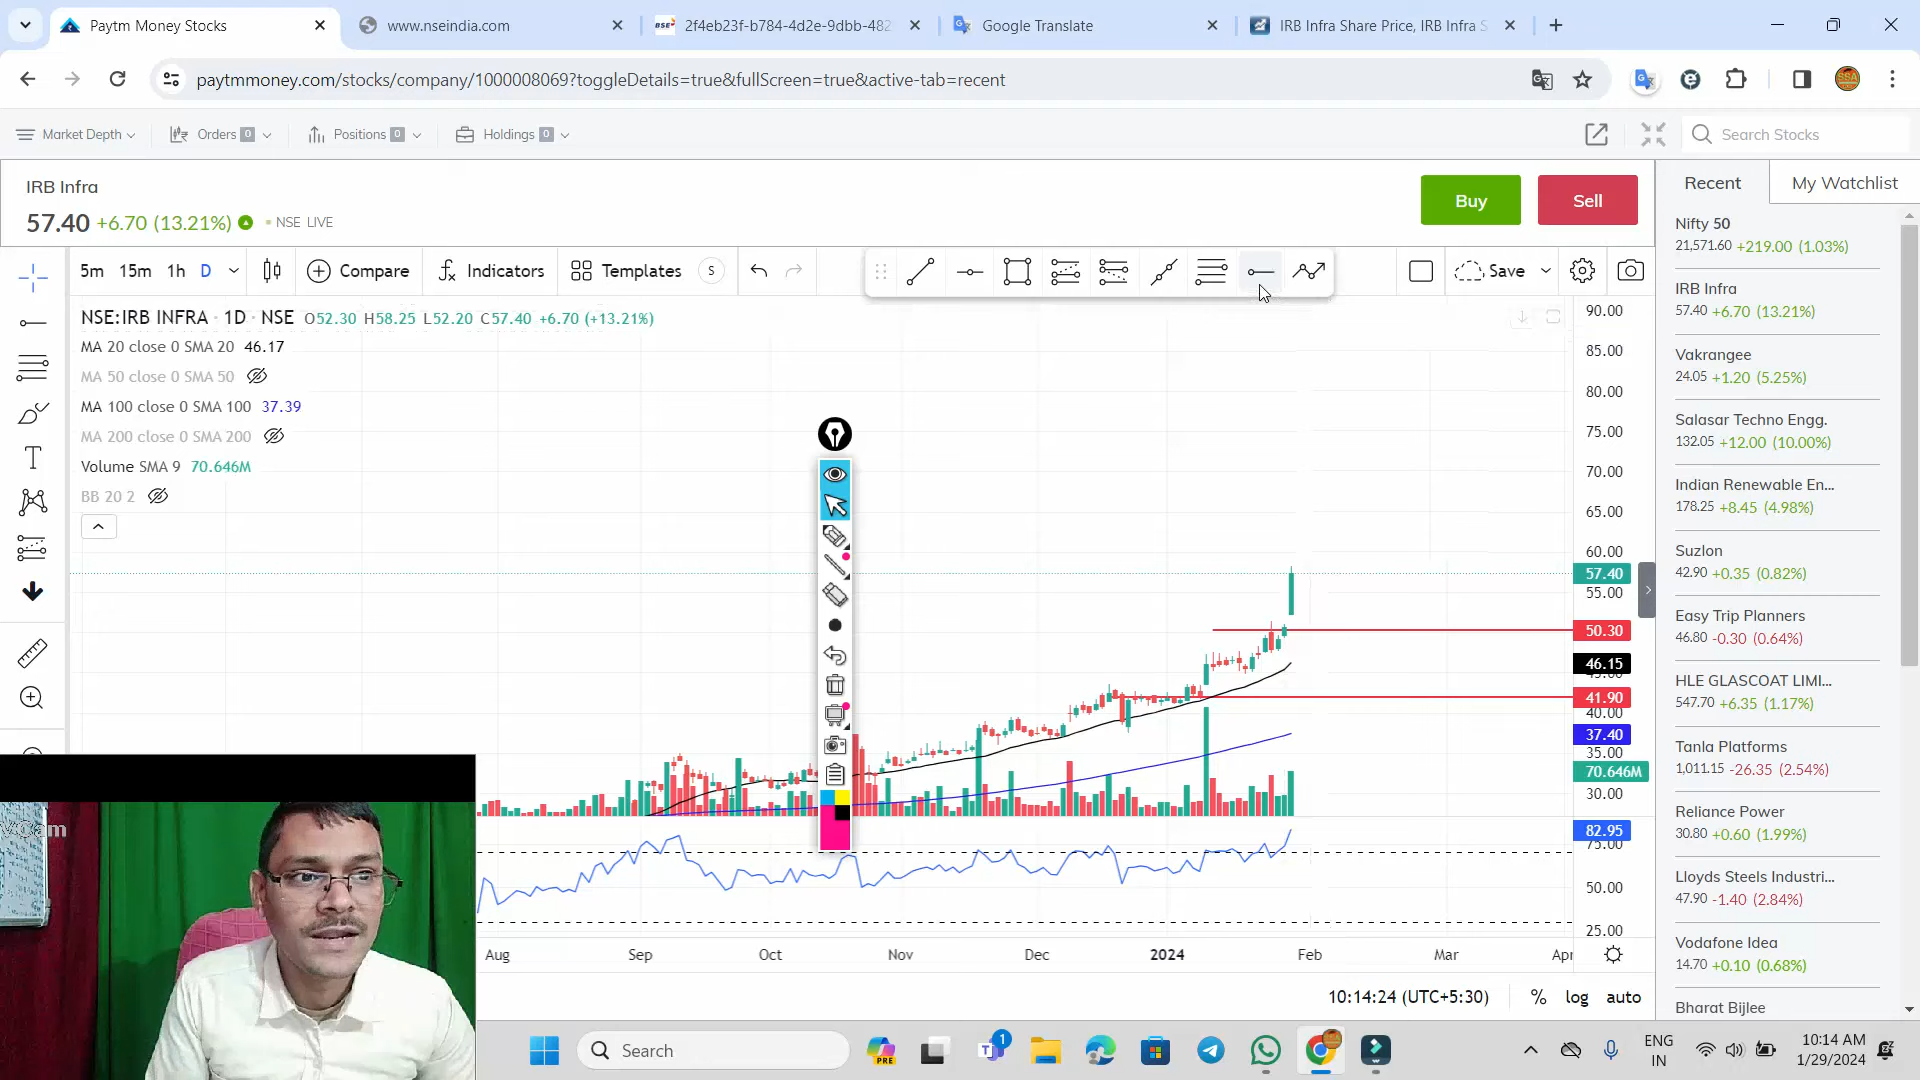 Paytm Money Stocks
www.nseindia.com
BSE 2f4eb23f-b784-4d2e-9dbb-482
Google Translate
IRB Infra Share Price, IRB Infra S
paytmmoney.com/stocks/company/1000008069?toggleDetails=true&fullScreen=true&active-tab=recent
Market Depth
Orders 0
Positions 0
Holdings 0
Search Stocks
IRB Infra
57.40 +6.70 (13.21%) NSE LIVE
Buy
Sell
Recent
My Watchlist
5m 15m 1h D
Compare
Indicators
Templates S
Save
NSE:IRB INFRA · 1D · NSE O52.30 H58.25 L52.20 C57.40 +6.70 (+13.21%)
MA 20 close 0 SMA 20 46.17
MA 50 close 0 SMA 50
MA 100 close 0 SMA 100 37.39
MA 200 close 0 SMA 200
Volume SMA 9 70.646M
BB 20 2
T
90.00
85.00
80.00
75.00
70.00
65.00
60.00
57.40
55.00
50.30
46.15
45.00
41.90
40.00
37.40
35.00
70.646M
30.00
82.95
75.00
50.00
25.00
Aug Sep Oct Nov Dec 2024 Feb Mar Apr
10:14:24 (UTC+5:30) % log auto
Nifty 50
21,571.60 +219.00 (1.03%)
IRB Infra
57.40 +6.70 (13.21%)
Vakrangee
24.05 +1.20 (5.25%)
Salasar Techno Engg.
132.05 +12.00 (10.00%)
Indian Renewable En...
178.25 +8.45 (4.98%)
Suzlon
42.90 +0.35 (0.82%)
Easy Trip Planners
46.80 -0.30 (0.64%)
HLE GLASCOAT LIMI...
547.70 +6.35 (1.17%)
Tanla Platforms
1,011.15 -26.35 (2.54%)
Reliance Power
30.80 +0.60 (1.99%)
Lloyds Steels Industri...
47.90 -1.40 (2.84%)
Vodafone Idea
14.70 +0.10 (0.68%)
Bharat Bijlee
Search
PRE
1
ENG
IN
10:14 AM
1/29/2024